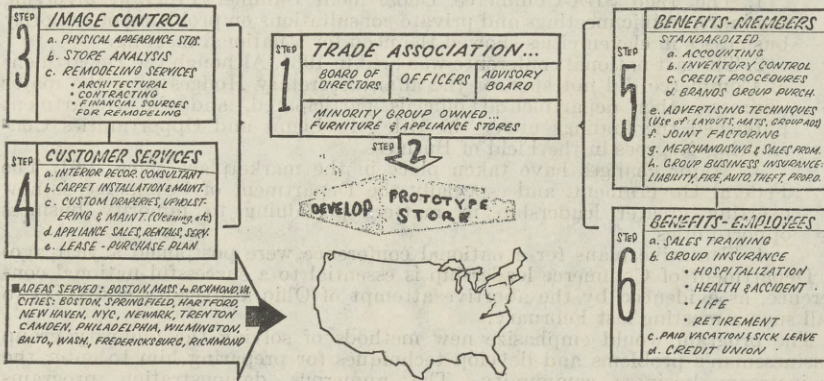 STEP
3
IMAGE CONTROL
a. PHYSICAL APPEARANCE STDS.
b. STORE ANALYSIS
c. REMODELING SERVICES
• ARCHITECTURAL
• CONTRACTING
• FINANCIAL SOURCES
FOR REMODELING
STEP
4
CUSTOMER SERVICES
a. INTERIOR DECOR. CONSULTANT
b. CARPET INSTALLATION & MAINT.
c. CUSTOM DRAPERIES, UPHOLST-
ERING & MAINT. (Cleaning, etc)
d. APPLIANCE SALES, RENTALS, SERV.
e. LEASE - PURCHASE PLAN
AREAS SERVED: BOSTON, MASS. to RICHMOND, VA.
CITIES: BOSTON, SPRINGFIELD, HARTFORD,
NEW HAVEN, NYC, NEWARK, TRENTON
CAMDEN, PHILADELPHIA, WILMINGTON,
BALTO., WASH, FREDERICKSBURG, RICHMOND
STEP
1
TRADE ASSOCIATION...
BOARD OF DIRECTORS
OFFICERS
ADVISORY BOARD
MINORITY GROUP OWNED...
FURNITURE & APPLIANCE STORES
STEP 2
DEVELOP PROTOTYPE
STORE
STEP
5
BENEFITS-MEMBERS
STANDARDIZED
a. ACCOUNTING
b. INVENTORY CONTROL
c. CREDIT PROCEDURES
d. BRANDS GROUP PURCH.
e. ADVERTISING TECHNIQUES
(Use of LAYOUTS, MATS, GROUP ADS)
f. JOINT FACTORING
g. MERCHANDISING & SALES PROM.
h. GROUP BUSINESS INSURANCE:
LIABILITY, FIRE, AUTO, THEFT, PROP. D.
STEP
6
BENEFITS-EMPLOYEES
a. SALES TRAINING
b. GROUP INSURANCE
• HOSPITALIZATION
• HEALTH & ACCIDENT
• LIFE
• RETIREMENT
c. PAID VACATION & SICK LEAVE
d. CREDIT UNION